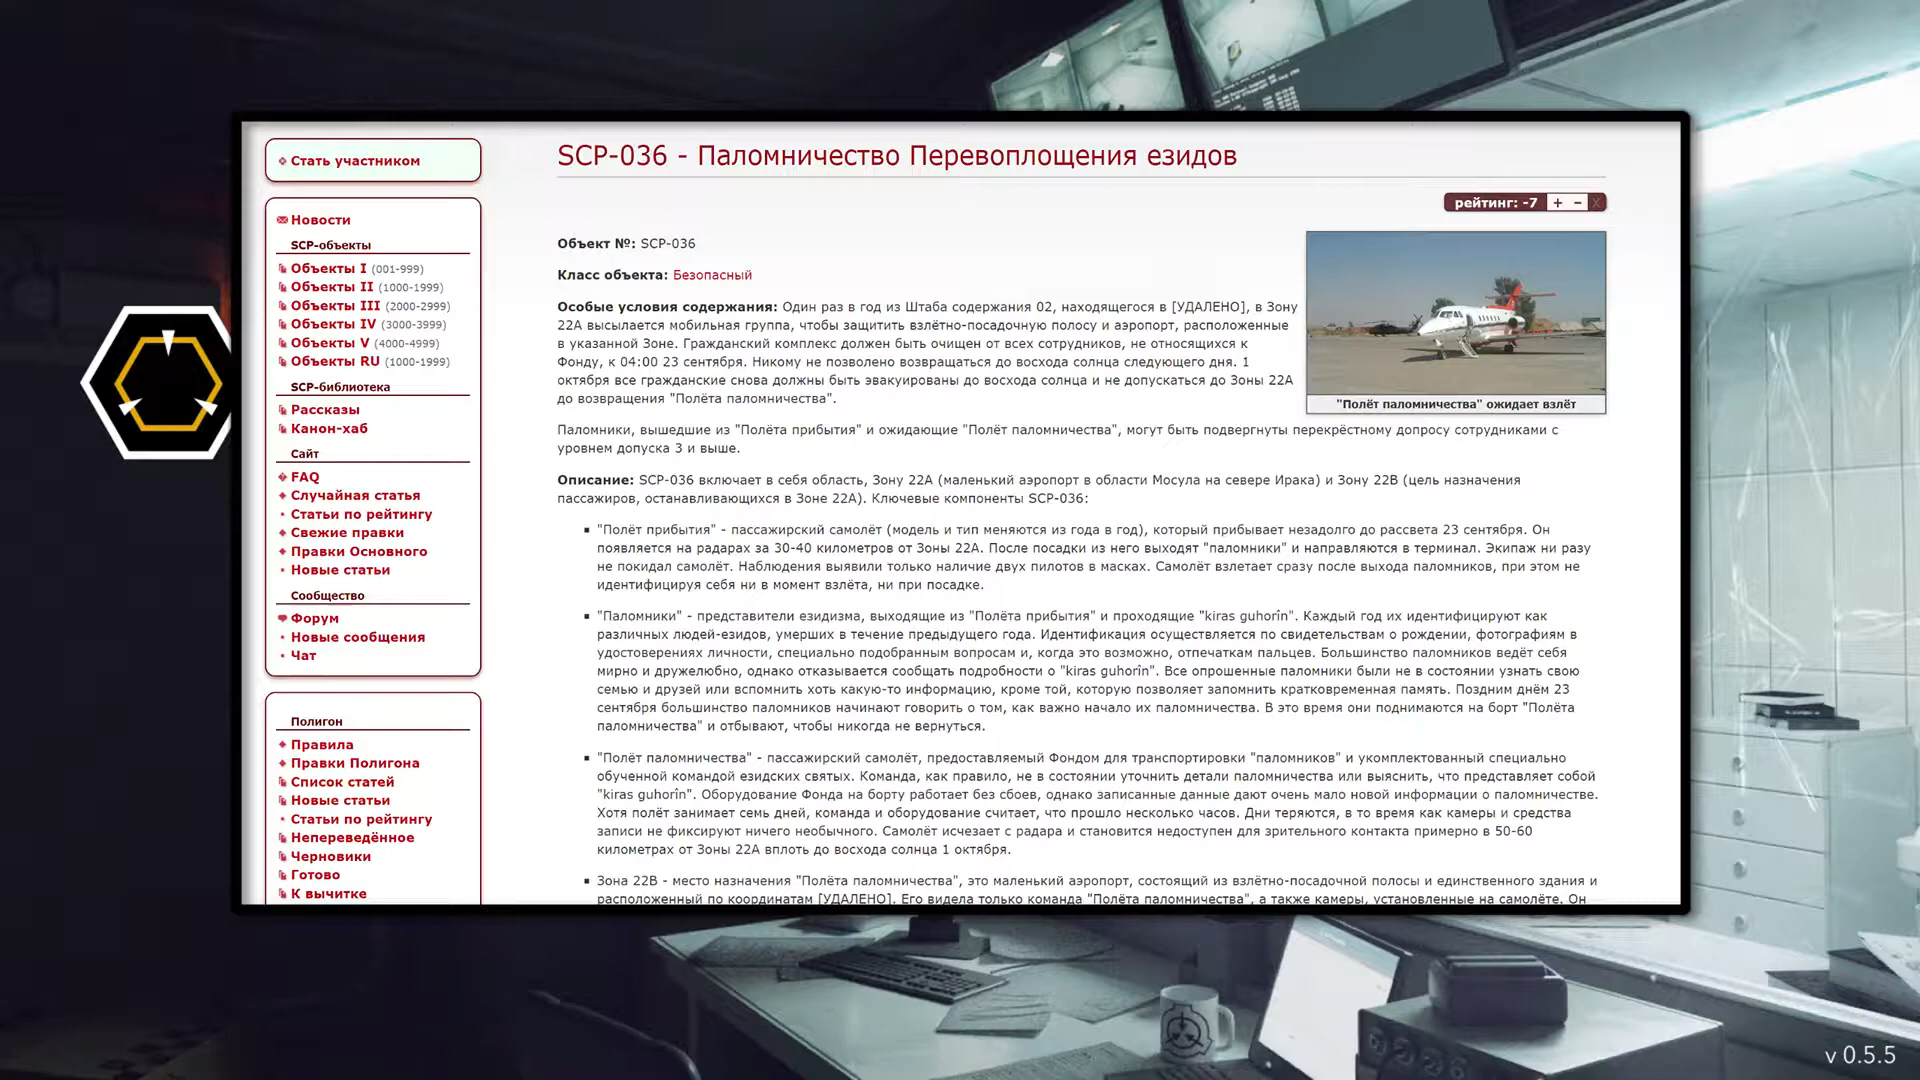 Стать участником
Новости
SCP-объекты
Объекты I (001-999)
Объекты II (1000-1999)
Объекты III (2000-2999)
Объекты IV (3000-3999)
Объекты V (4000-4999)
Объекты RU (1000-1999)
SCP-библиотека
Рассказы
Канон-хаб
Сайт
FAQ
Случайная статья
Статьи по рейтингу
Свежие правки
Правки Основного
Новые статьи
Сообщество
Форум
Новые сообщения
Чат
Полигон
Правила
Правки Полигона
Список статей
Новые статьи
Статьи по рейтингу
Непереведённое
Черновики
Готово
К вычитке
SCP-036 - Паломничество Перевоплощения езидов
рейтинг: -7 + − X
Объект №: SCP-036
Класс объекта: Безопасный
Особые условия содержания: Один раз в год из Штаба содержания 02, находящегося в [УДАЛЕНО], в Зону
22А высылается мобильная группа, чтобы защитить взлётно-посадочную полосу и аэропорт, расположенные
в указанной Зоне. Гражданский комплекс должен быть очищен от всех сотрудников, не относящихся к
Фонду, к 04:00 23 сентября. Никому не позволено возвращаться до восхода солнца следующего дня. 1
октября все гражданские снова должны быть эвакуированы до восхода солнца и не допускаться до Зоны 22А
до возвращения "Полёта паломничества".
"Полёт паломничества" ожидает взлёт
Паломники, вышедшие из "Полёта прибытия" и ожидающие "Полёт паломничества", могут быть подвергнуты перекрёстному допросу сотрудниками с
уровнем допуска 3 и выше.
Описание: SCP-036 включает в себя область, Зону 22А (маленький аэропорт в области Мосула на севере Ирака) и Зону 22В (цель назначения
пассажиров, останавливающихся в Зоне 22А). Ключевые компоненты SCP-036:
"Полёт прибытия" - пассажирский самолёт (модель и тип меняются из года в год), который прибывает незадолго до рассвета 23 сентября. Он
появляется на радарах за 30-40 километров от Зоны 22А. После посадки из него выходят "паломники" и направляются в терминал. Экипаж ни разу
не покидал самолёт. Наблюдения выявили только наличие двух пилотов в масках. Самолёт взлетает сразу после выхода паломников, при этом не
идентифицируя себя ни в момент взлёта, ни при посадке.
"Паломники" - представители езидизма, выходящие из "Полёта прибытия" и проходящие "kiras guhorîn". Каждый год их идентифицируют как
различных людей-езидов, умерших в течение предыдущего года. Идентификация осуществляется по свидетельствам о рождении, фотографиям в
удостоверениях личности, специально подобранным вопросам и, когда это возможно, отпечаткам пальцев. Большинство паломников ведёт себя
мирно и дружелюбно, однако отказывается сообщать подробности о "kiras guhorîn". Все опрошенные паломники были не в состоянии узнать свою
семью и друзей или вспомнить хоть какую-то информацию, кроме той, которую позволяет запомнить кратковременная память. Поздним днём 23
сентября большинство паломников начинают говорить о том, как важно начало их паломничества. В это время они поднимаются на борт "Полёта
паломничества" и отбывают, чтобы никогда не вернуться.
"Полёт паломничества" - пассажирский самолёт, предоставляемый Фондом для транспортировки "паломников" и укомплектованный специально
обученной командой езидских святых. Команда, как правило, не в состоянии уточнить детали паломничества или выяснить, что представляет собой
"kiras guhorîn". Оборудование Фонда на борту работает без сбоев, однако записанные данные дают очень мало новой информации о паломничестве.
Хотя полёт занимает семь дней, команда и оборудование считает, что прошло несколько часов. Дни теряются, в то время как камеры и средства
записи не фиксируют ничего необычного. Самолёт исчезает с радара и становится недоступен для зрительного контакта примерно в 50-60
километрах от Зоны 22А вплоть до восхода солнца 1 октября.
Зона 22В - место назначения "Полёта паломничества", это маленький аэропорт, состоящий из взлётно-посадочной полосы и единственного здания и
расположенный по координатам [УДАЛЕНО]. Его видела только команда "Полёта паломничества", а также камеры, установленные на самолёте. Он
v 0.5.5